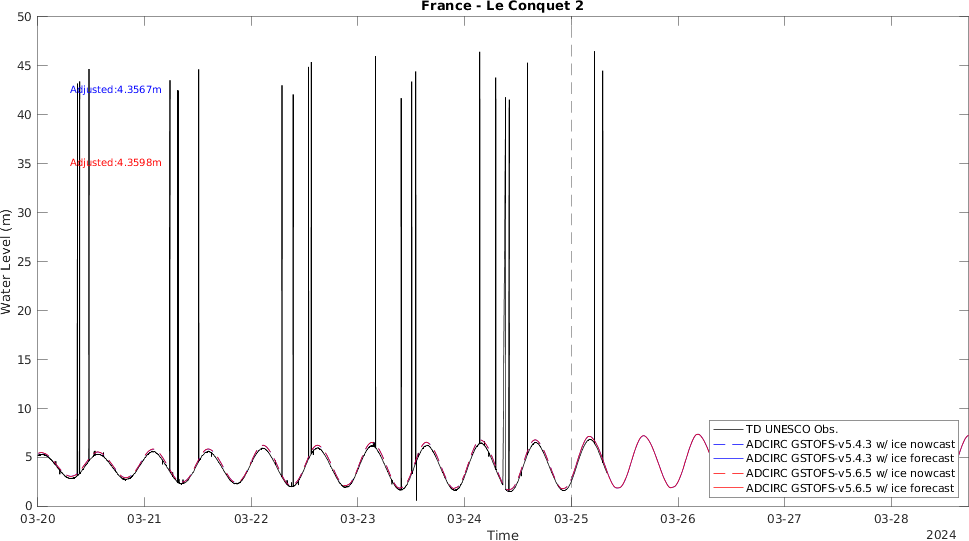 France - Le Conquet 2
50
45
40
35
30
25
20
15
10
5
0
Water Level (m)
Adjusted:4.3567m
Adjusted:4.3598m
TD UNESCO Obs.
ADCIRC GSTOFS-v5.4.3 w/ ice nowcast
ADCIRC GSTOFS-v5.4.3 w/ ice forecast
ADCIRC GSTOFS-v5.6.5 w/ ice nowcast
ADCIRC GSTOFS-v5.6.5 w/ ice forecast
03-20 03-21 03-22 03-23 03-24 03-25 03-26 03-27 03-28
Time
2024